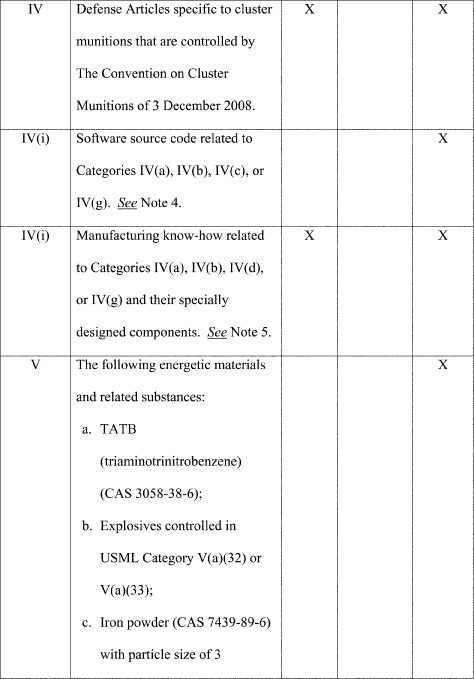 IV Defense Articles specific to cluster X X
munitions that are controlled by
The Convention on Cluster
Munitions of 3 December 2008.
IV(i) Software source code related to X
Categories IV(a), IV(b), IV(c), or
IV(g). See Note 4.
IV(i) Manufacturing know-how related X X
to Categories IV(a), IV(b), IV(d),
or IV(g) and their specially
designed components. See Note 5.
V The following energetic materials X
and related substances:
a. TATB
(triaminotrinitrobenzene)
(CAS 3058-38-6);
b. Explosives controlled in
USML Category V(a)(32) or
V(a)(33);
c. Iron powder (CAS 7439-89-6)
with particle size of 3